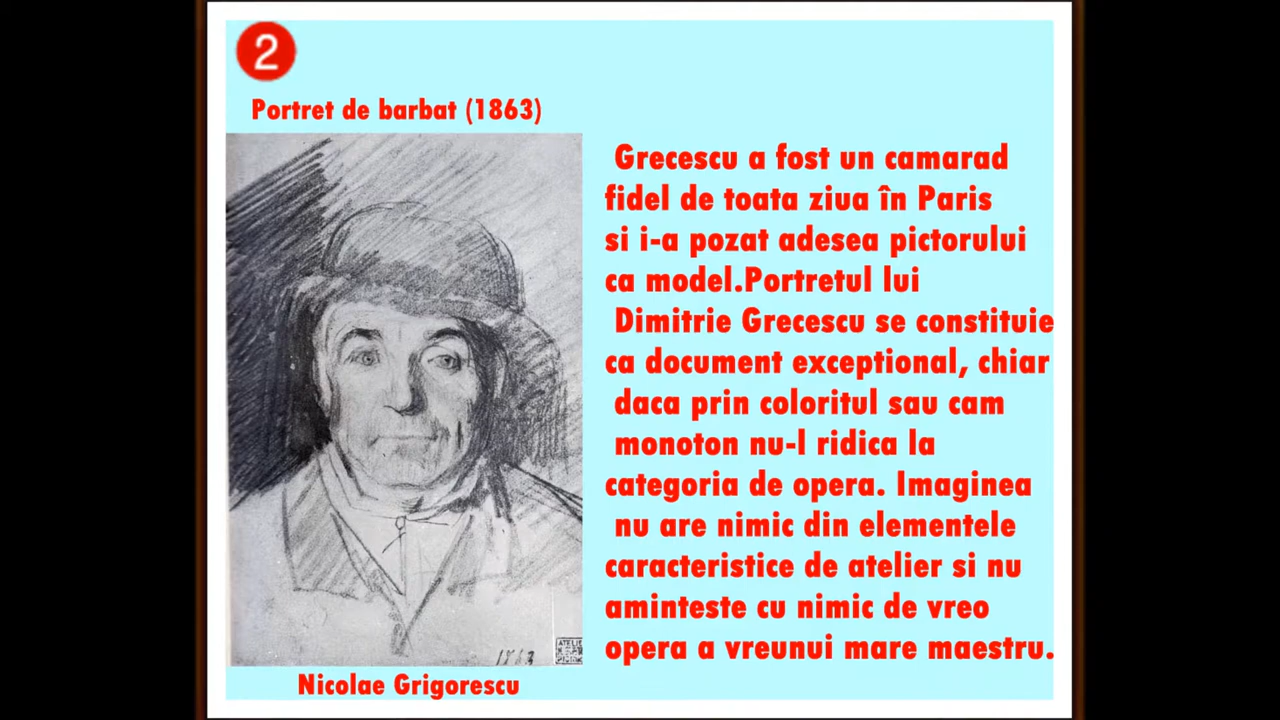 2
Portret de barbat (1863)
Grecescu a fost un camarad
fidel de toata ziua în Paris
si i-a pozat adesea pictorului
ca model.Portretul lui
Dimitrie Grecescu se constituie
ca document exceptional, chiar
daca prin coloritul sau cam
monoton nu-l ridica la
categoria de opera. Imaginea
nu are nimic din elementele
caracteristice de atelier si nu
aminteste cu nimic de vreo
opera a vreunui mare maestru.
1863
Nicolae Grigorescu